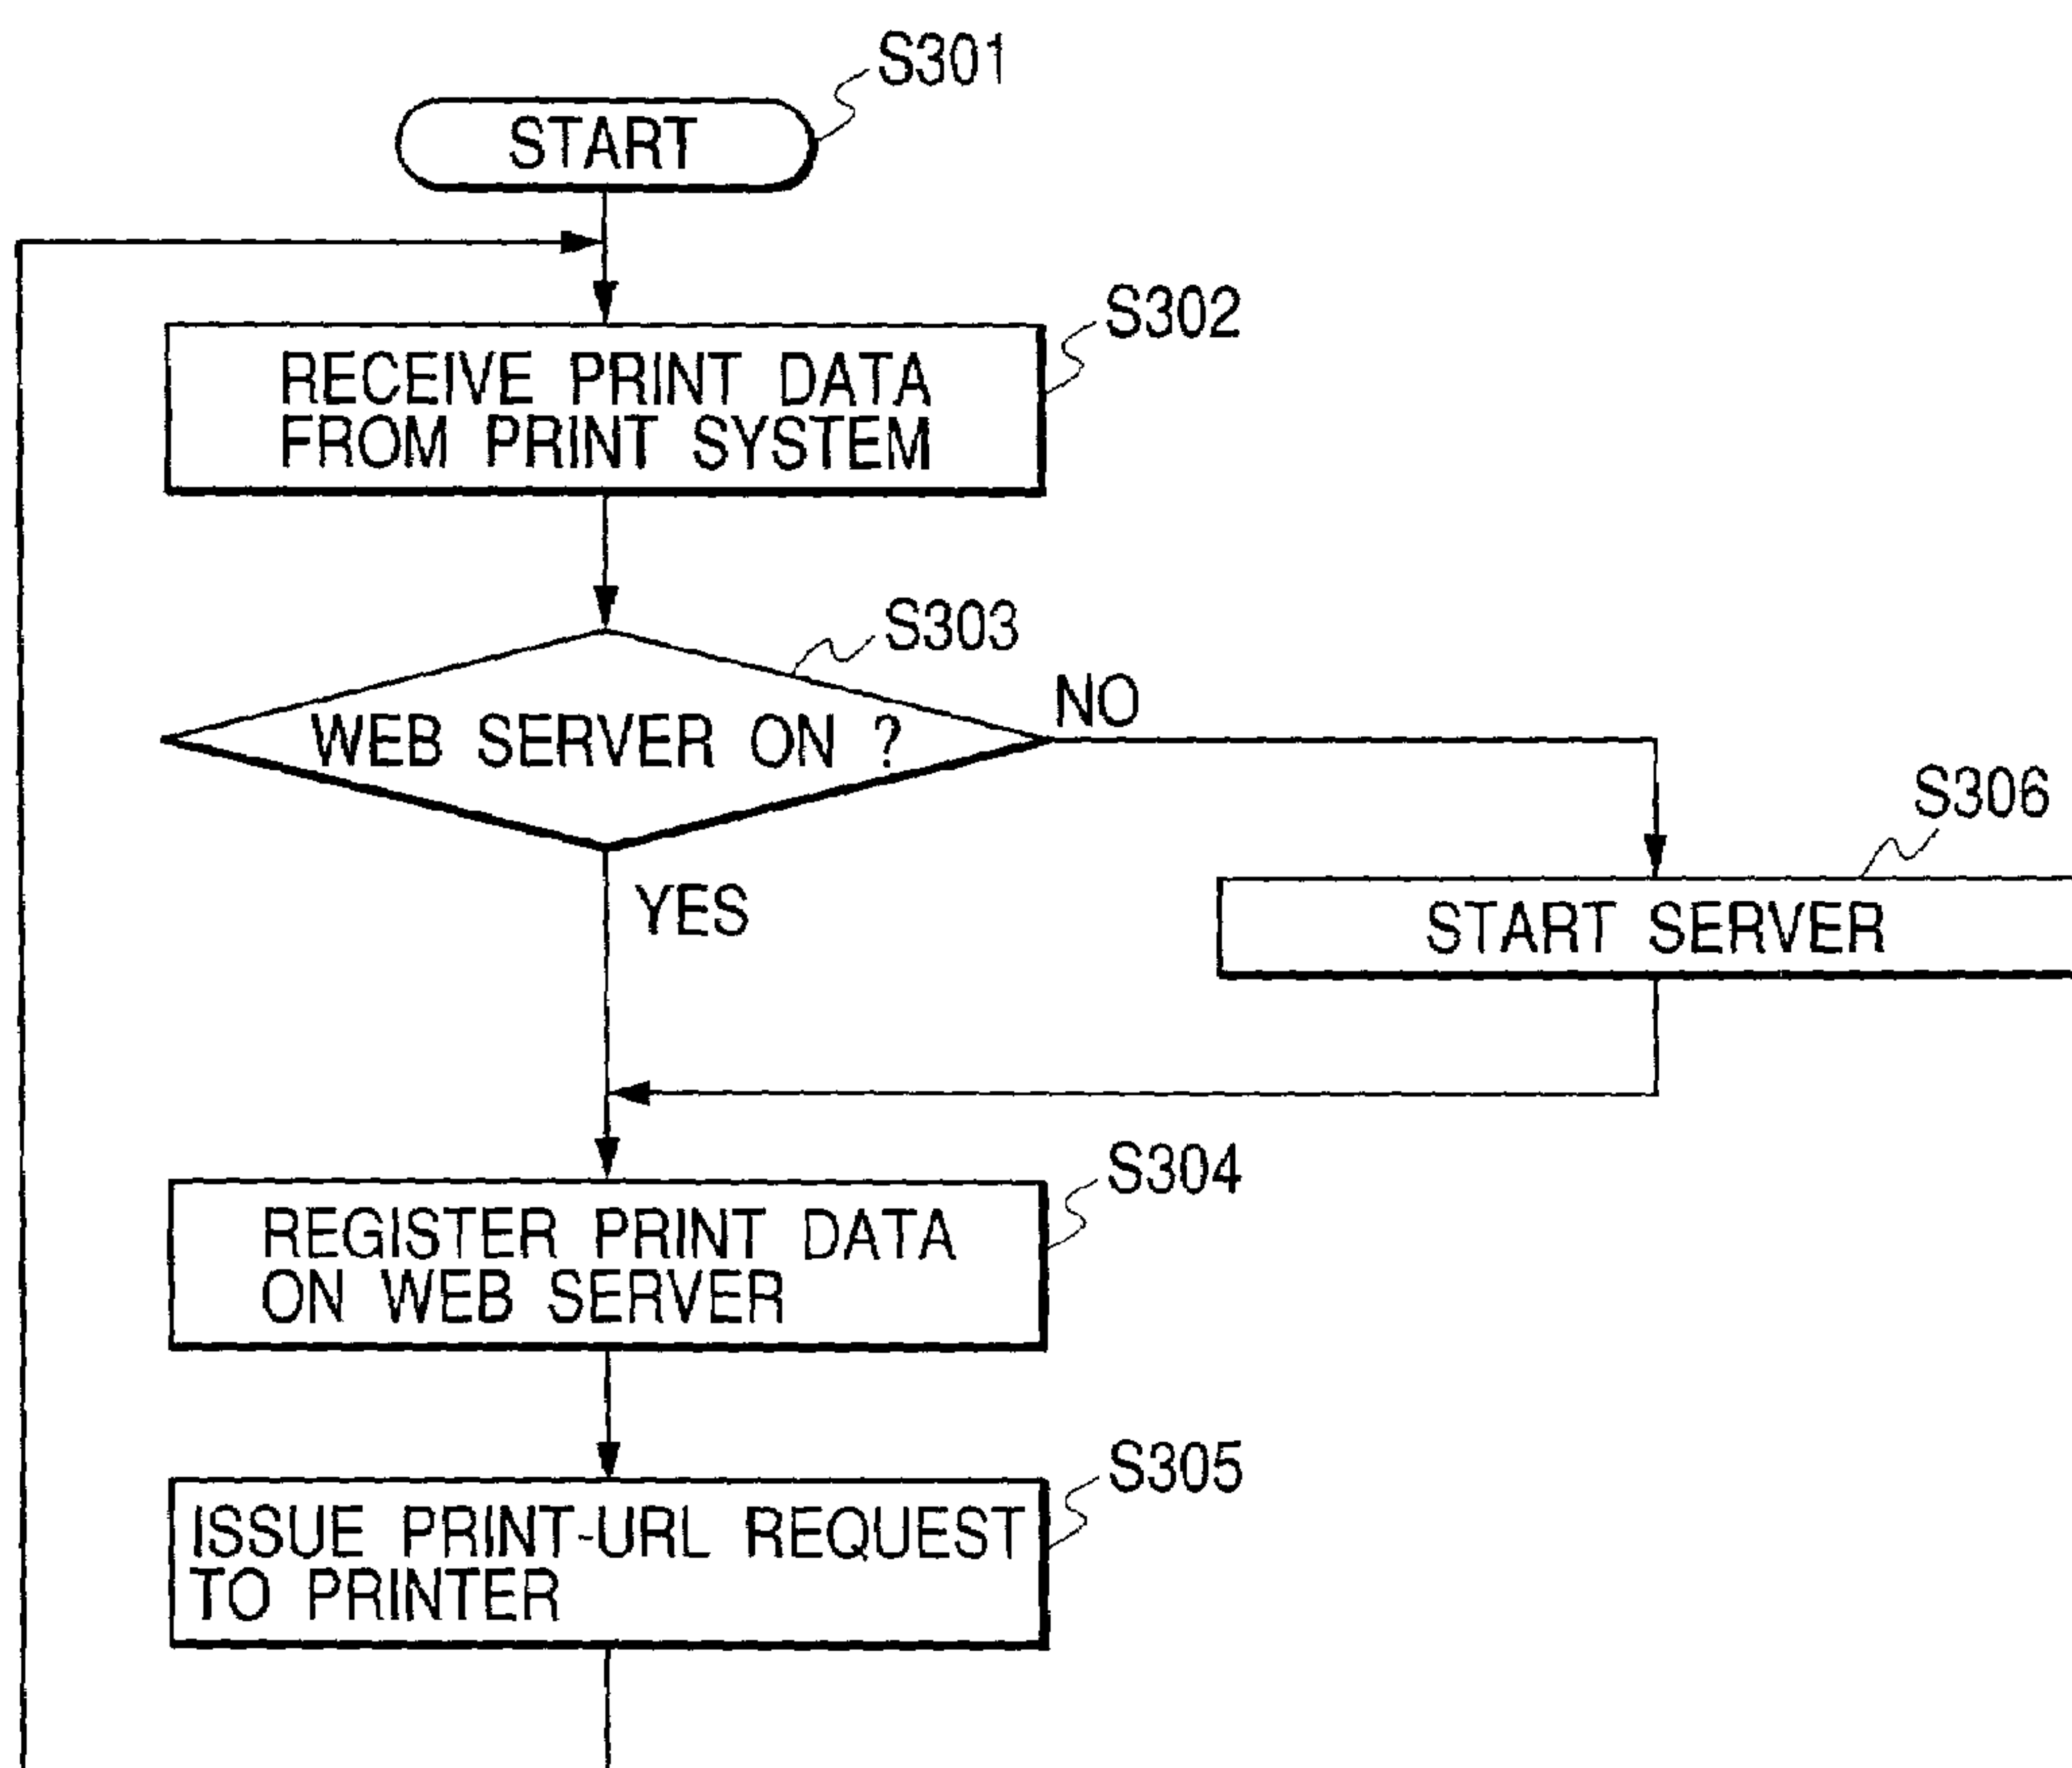 S301
START
S302
RECEIVE PRINT DATA
FROM PRINT SYSTEM
S303
WEB SERVER ON ?
NO
YES
S306
START SERVER
S304
REGISTER PRINT DATA
ON WEB SERVER
S305
ISSUE PRINT-URL REQUEST
TO PRINTER